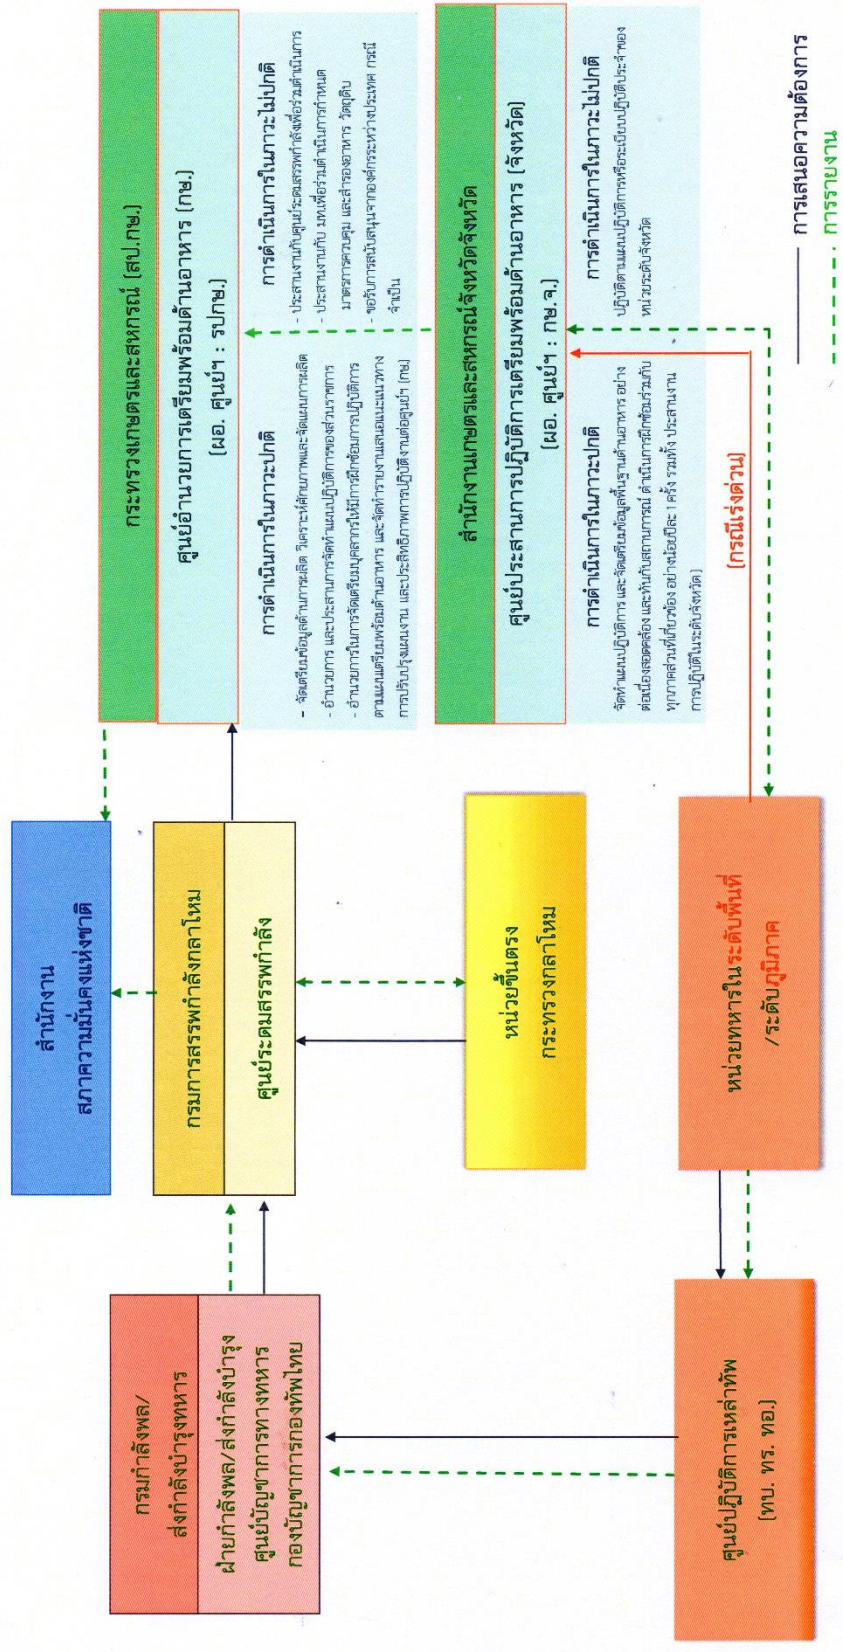 สำนักงาน
สภาความมั่นคงแห่งชาติ
กรมกำลังพล/
ส่งกำลังบำรุงทหาร
ฝ่ายกำลังพล/ส่งกำลังบำรุง
ศูนย์บัญชาการทางทหาร
กองบัญชาการกองทัพไทย
กรมการสรรพกำลังกลาโหม
ศูนย์ระดมสรรพกำลัง
กระทรวงเกษตรและสหกรณ์ (สป.กษ.)
ศูนย์อำนวยการเตรียมพร้อมด้านอาหาร (กษ.)
(ผอ. ศูนย์ฯ : รปกษ.)
การดำเนินการในภาวะปกติ
- จัดเตรียมข้อมูลด้านการผลิต วิเคราะห์ศักยภาพและจัดแผนการผลิต
- อำนวยการ และประสานการจัดทำแผนปฏิบัติการของส่วนราชการ
- อำนวยการในการจัดเตรียมบุคลากรให้มีการฝึกซ้อมการปฏิบัติการ
ตามแผนเตรียมพร้อมด้านอาหาร และจัดทำรายงานเสนอแนะแนวทาง
การปรับปรุงแผนงาน และประสิทธิภาพการปฏิบัติงานต่อศูนย์ฯ (กษ.)
การดำเนินการในภาวะไม่ปกติ
- ประสานงานกับศูนย์ระดมสรรพกำลังเพื่อร่วมดำเนินการ
- ประสานงานกับ มท.เพื่อร่วมดำเนินการกำหนด
มาตรการควบคุม และสำรองอาหาร วัตถุดิบ
- ขอรับการสนับสนุนจากองค์กรระหว่างประเทศ กรณี
จำเป็น
หน่วยขึ้นตรง
กระทรวงกลาโหม
สำนักงานเกษตรและสหกรณ์จังหวัดจังหวัด
ศูนย์ประสานการปฏิบัติการเตรียมพร้อมด้านอาหาร (จังหวัด)
(ผอ. ศูนย์ฯ : กษ.จ.)
การดำเนินการในภาวะปกติ
จัดทำแผนปฏิบัติการ และจัดเตรียมข้อมูลพื้นฐานด้านอาหาร อย่าง
ต่อเนื่องสอดคล้อง และทันกับสถานการณ์ ดำเนินการฝึกซ้อมร่วมกับ
ทุกภาคส่วนที่เกี่ยวข้อง อย่างน้อยปีละ 1 ครั้ง รวมทั้ง ประสานงาน
การปฏิบัติในระดับจังหวัด)
การดำเนินการในภาวะไม่ปกติ
ปฏิบัติตามแผนปฏิบัติการหรือระเบียบปฏิบัติประจำของ
หน่วยระดับจังหวัด
(กรณีเร่งด่วน)
ศูนย์ปฏิบัติการเหล่าทัพ
(ทบ. ทร. ทอ.)
หน่วยทหารในระดับพื้นที่
/ระดับภูมิภาค
การเสนอความต้องการ
การรายงาน